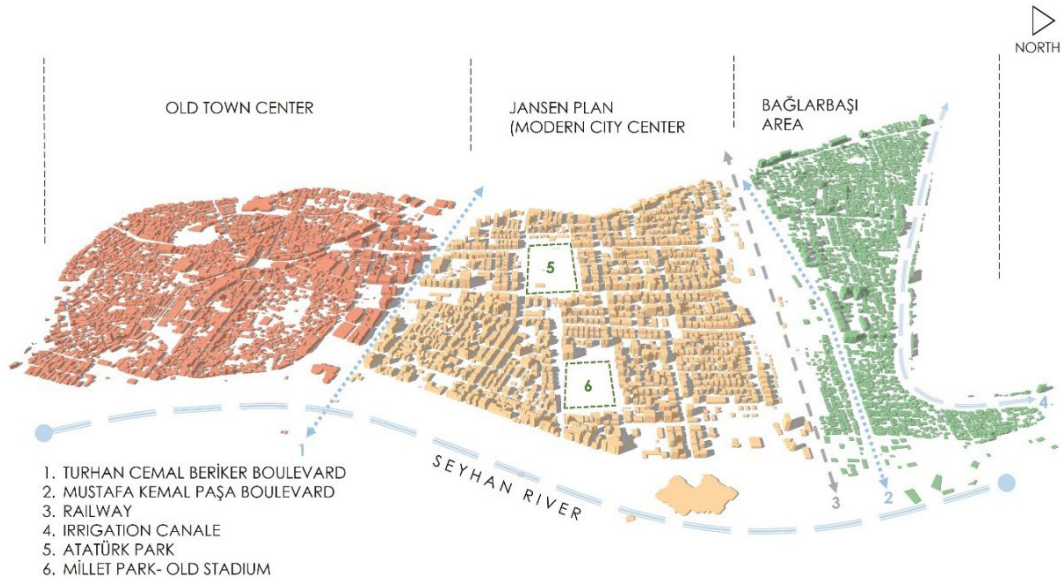 NORTH
OLD TOWN CENTER
JANSEN PLAN
(MODERN CITY CENTER
BAĞLARBAŞI
AREA
5
6
4
1
SEYHAN RIVER
2
3
1. TURHAN CEMAL BERİKER BOULEVARD
2. MUSTAFA KEMAL PAŞA BOULEVARD
3. RAILWAY
4. IRRIGATION CANALE
5. ATATÜRK PARK
6. MİLLET PARK- OLD STADIUM